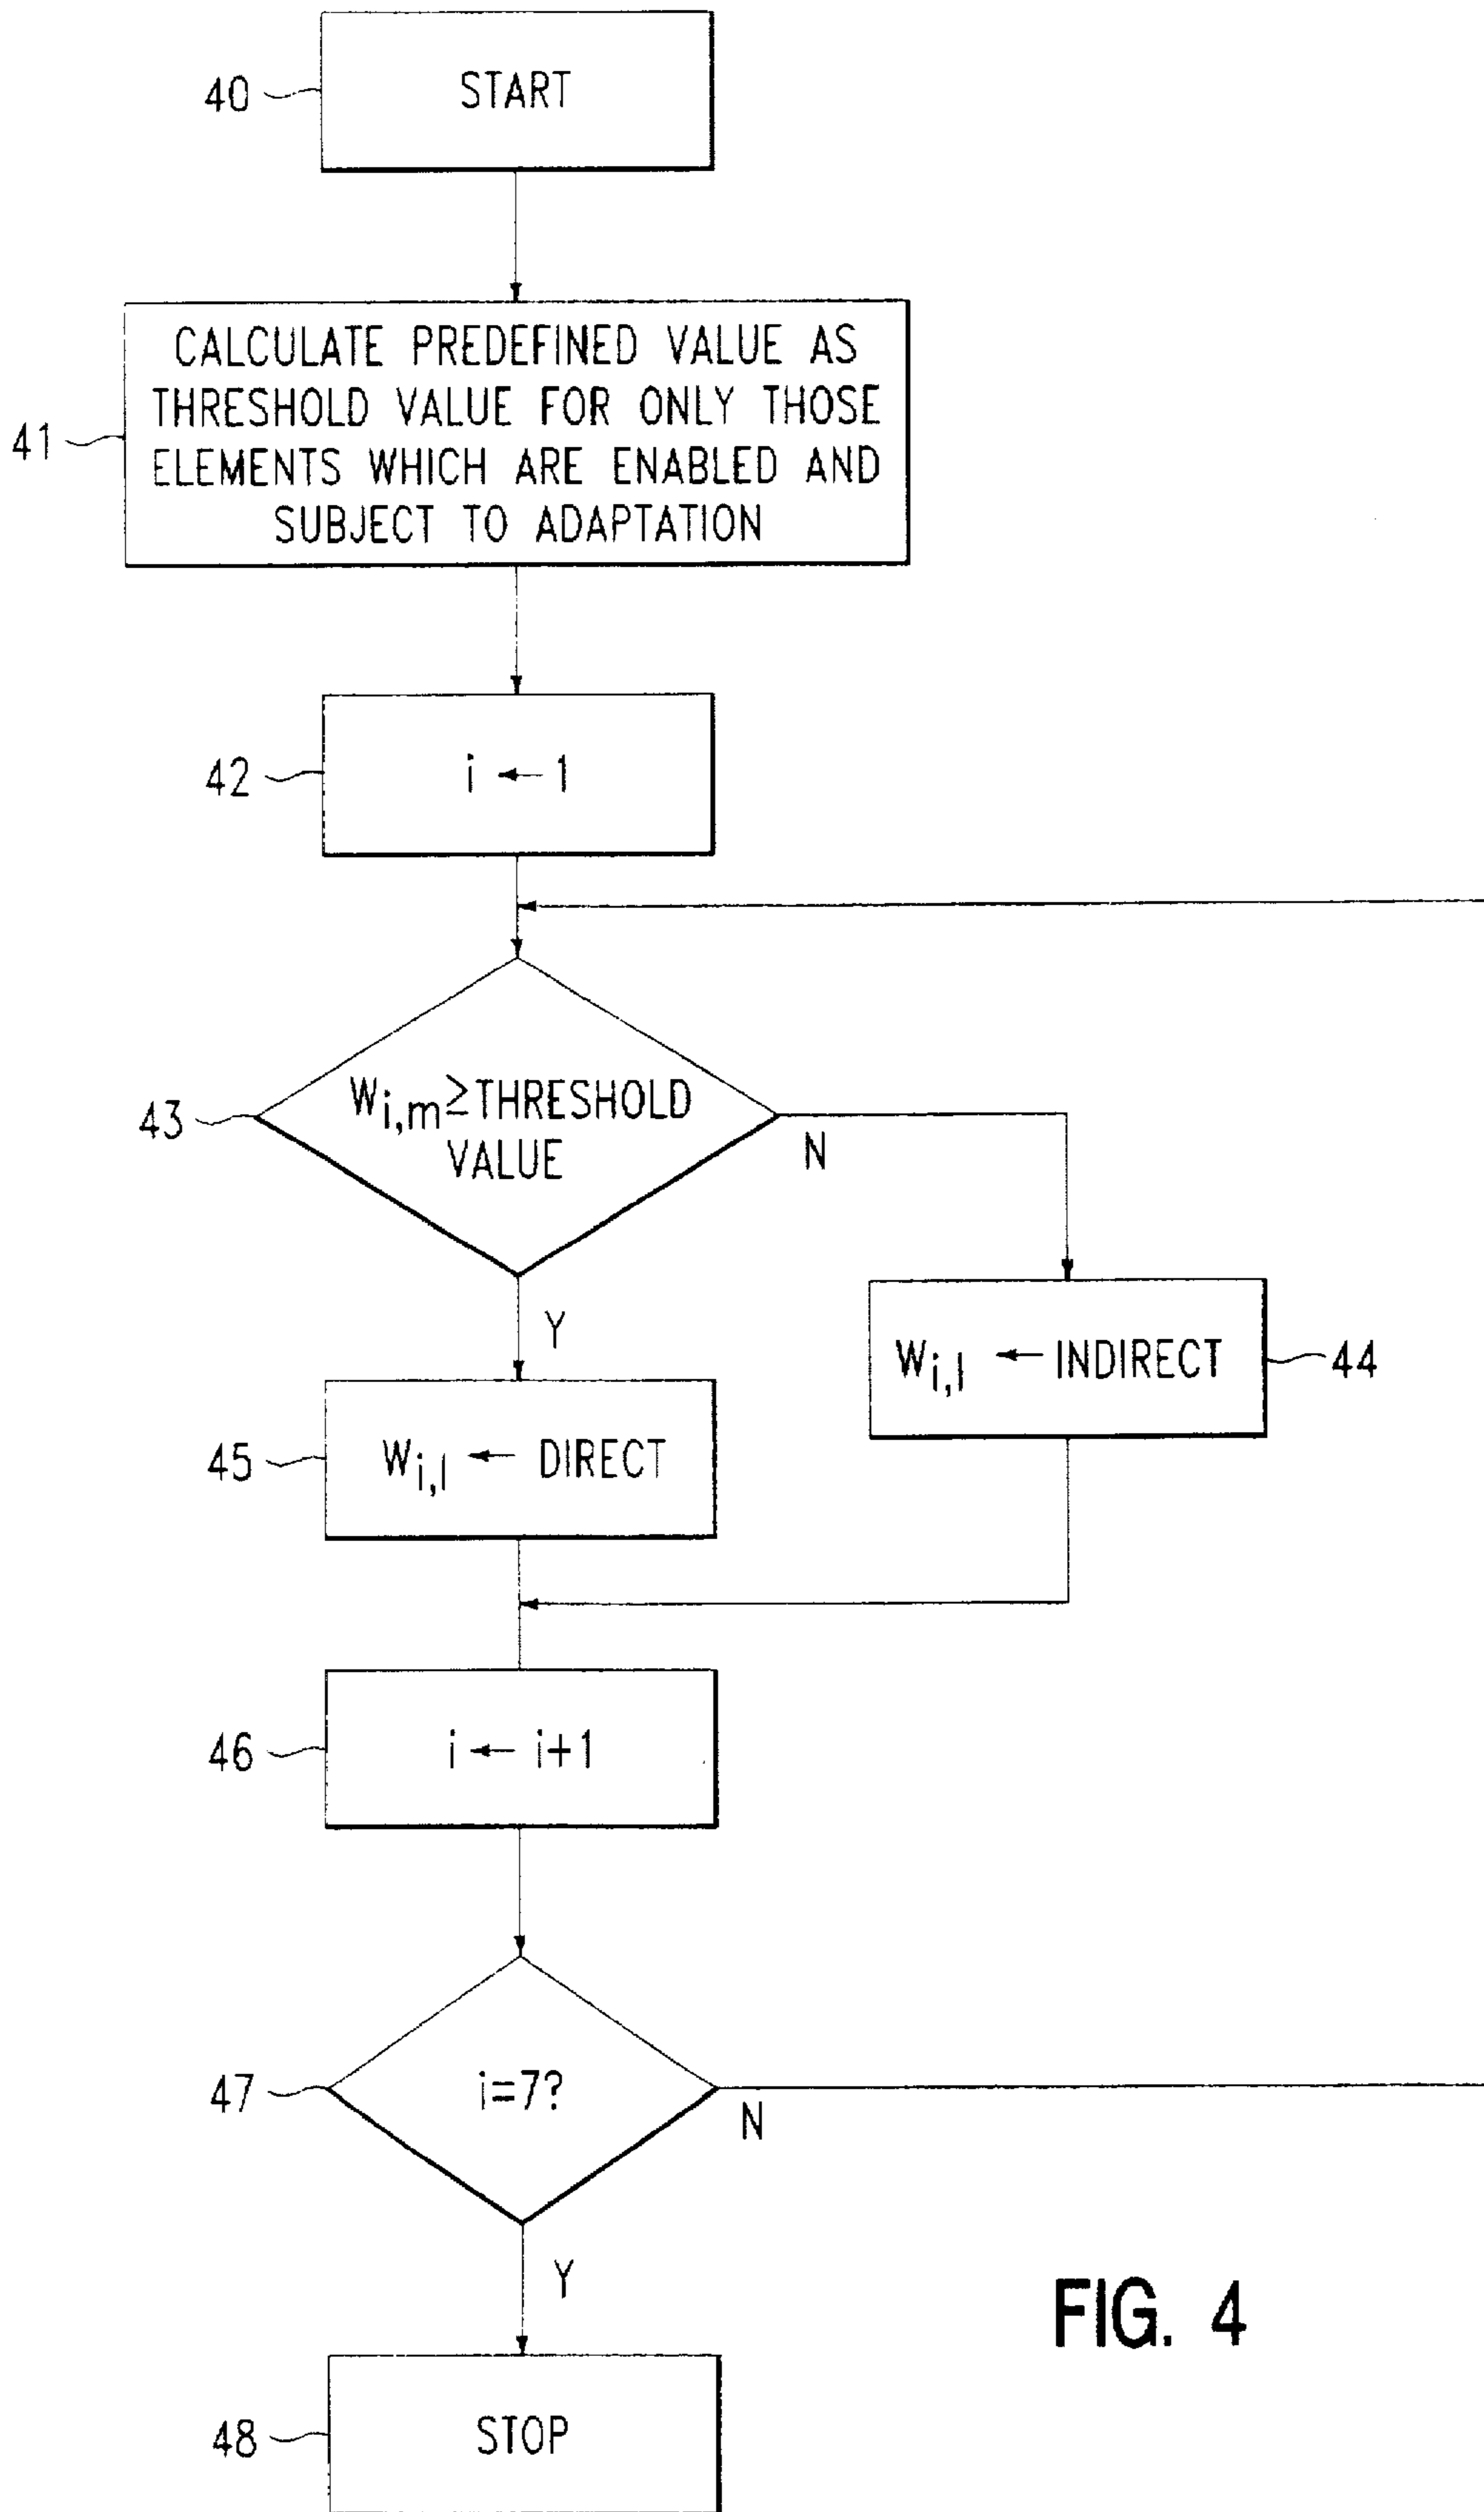 START
40
CALCULATE PREDEFINED VALUE AS
THRESHOLD VALUE FOR ONLY THOSE
ELEMENTS WHICH ARE ENABLED AND
SUBJECT TO ADAPTATION
41
i ← 1
42
Wi,m≥THRESHOLD
VALUE
43
N
Y
Wi,l ← INDIRECT
44
Wi,l ← DIRECT
45
i ← i+1
46
i=7?
47
N
Y
STOP
48
FIG. 4